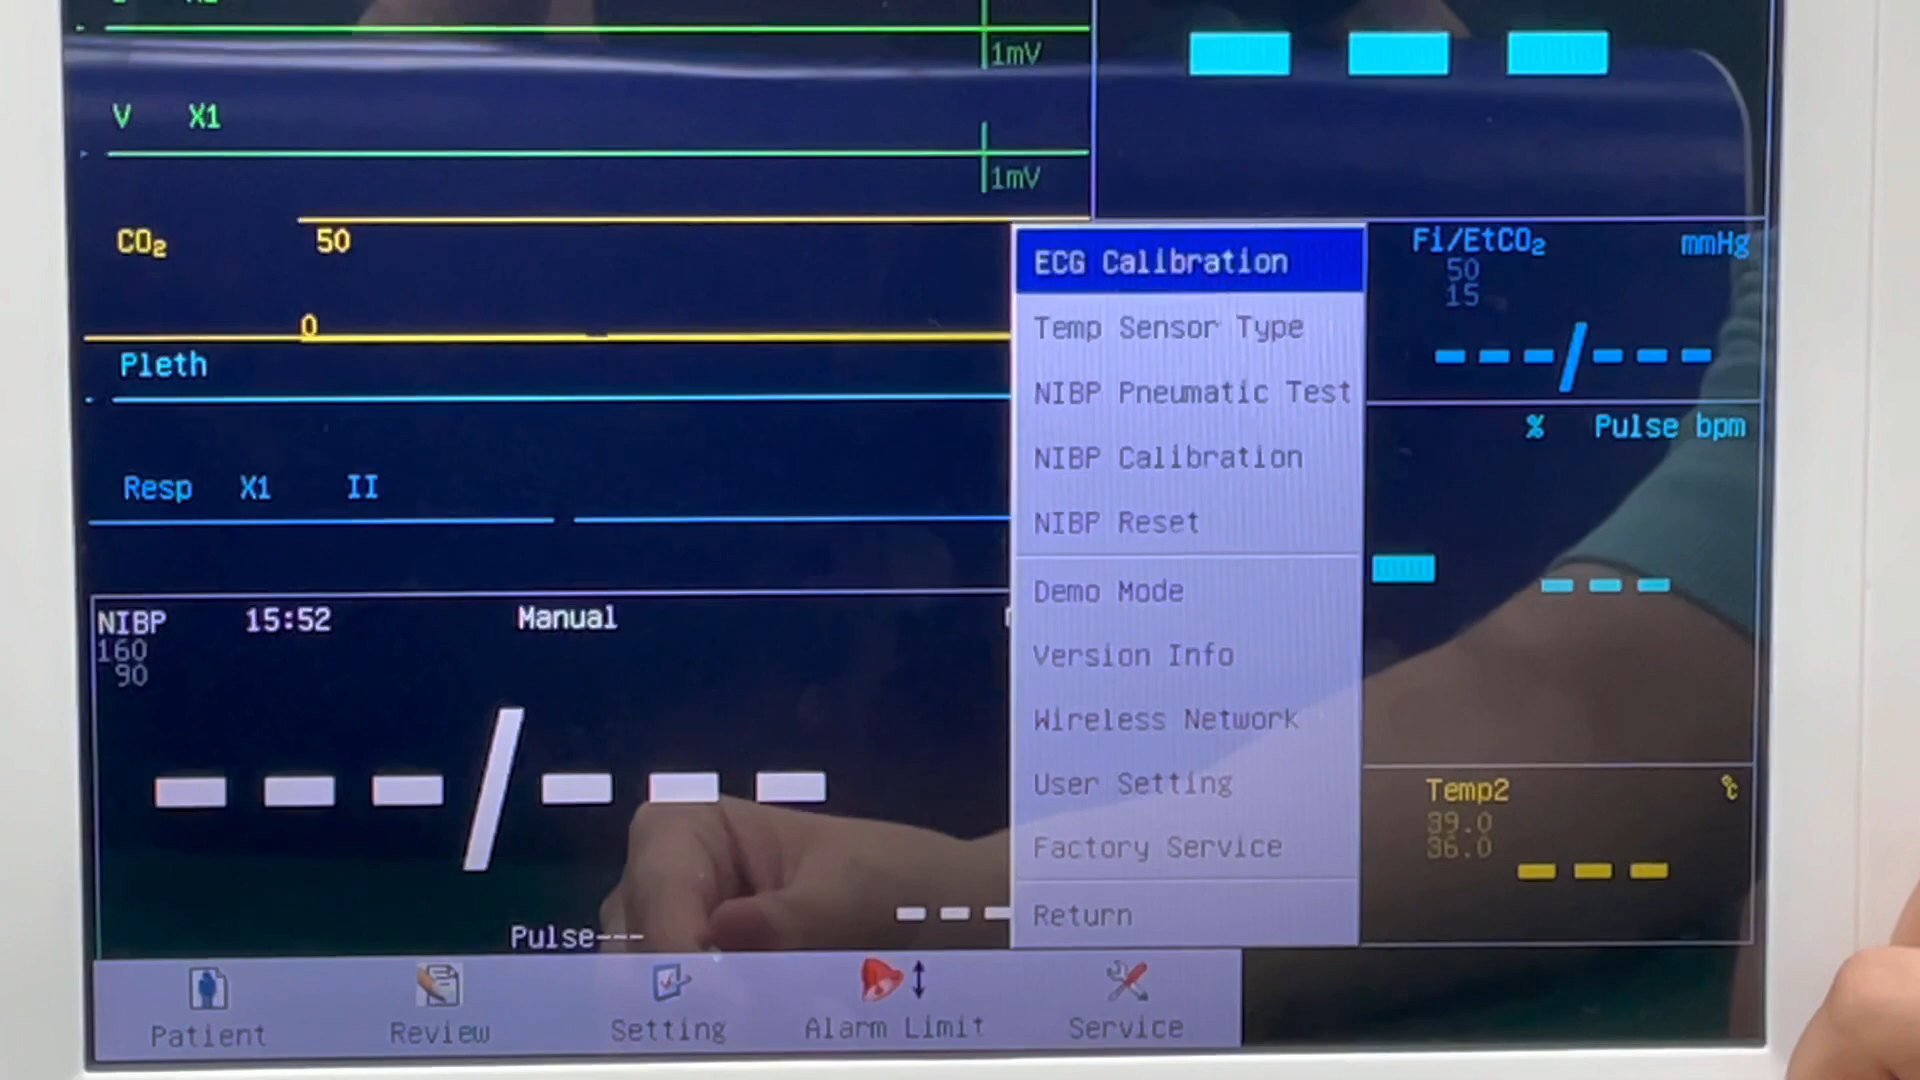 1mV
V X1
1mV
CO₂ 50
0
Pleth
Resp X1 II
NIBP 15:52 Manual
160
90
Pulse---
ECG Calibration
Temp Sensor Type
NIBP Pneumatic Test
NIBP Calibration
NIBP Reset
Demo Mode
Version Info
Wireless Network
User Setting
Factory Service
Return
Fi/EtCO₂ mmHg
50
15
---/---
% Pulse bpm
---
Temp2 °C
39.0
36.0
---
Patient Review Setting Alarm Limit Service